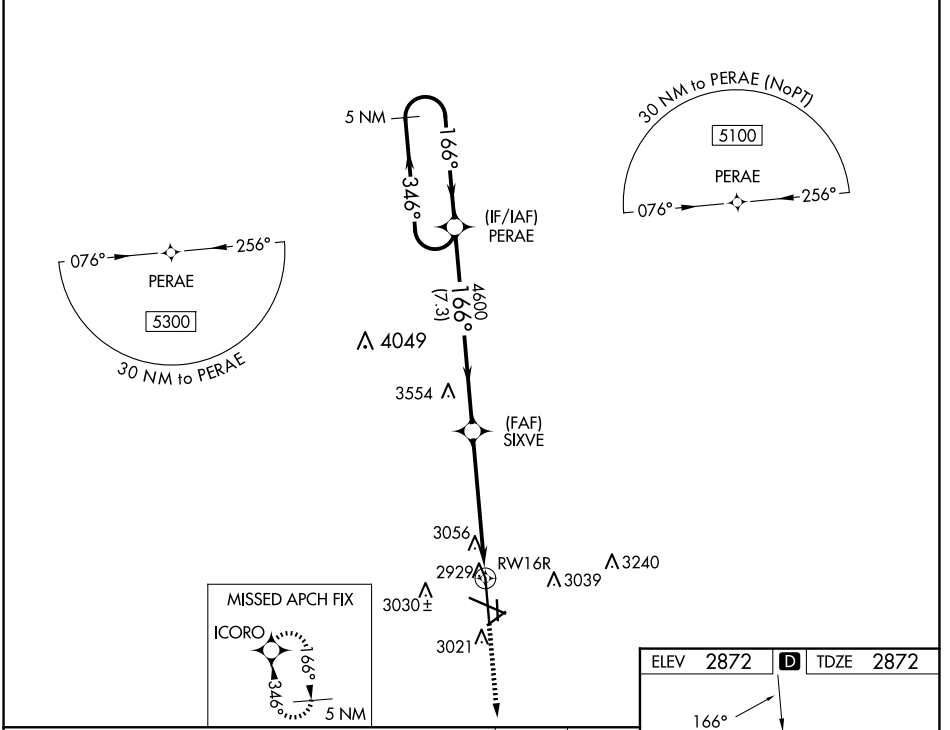 5 NM
166°
346°
(IF/IAF)
PERAE
30 NM to PERAE (NoPT)
5100
PERAE
076°
256°
076°
256°
PERAE
5300
30 NM to PERAE
4600
166°
(7.3)
4049
3554
(FAF)
SIXVE
3056
2929
RW16R
3039
3240
3030±
3021
MISSED APCH FIX
ICORO
166°
346°
5 NM
ELEV 2872 D TDZE 2872
166°